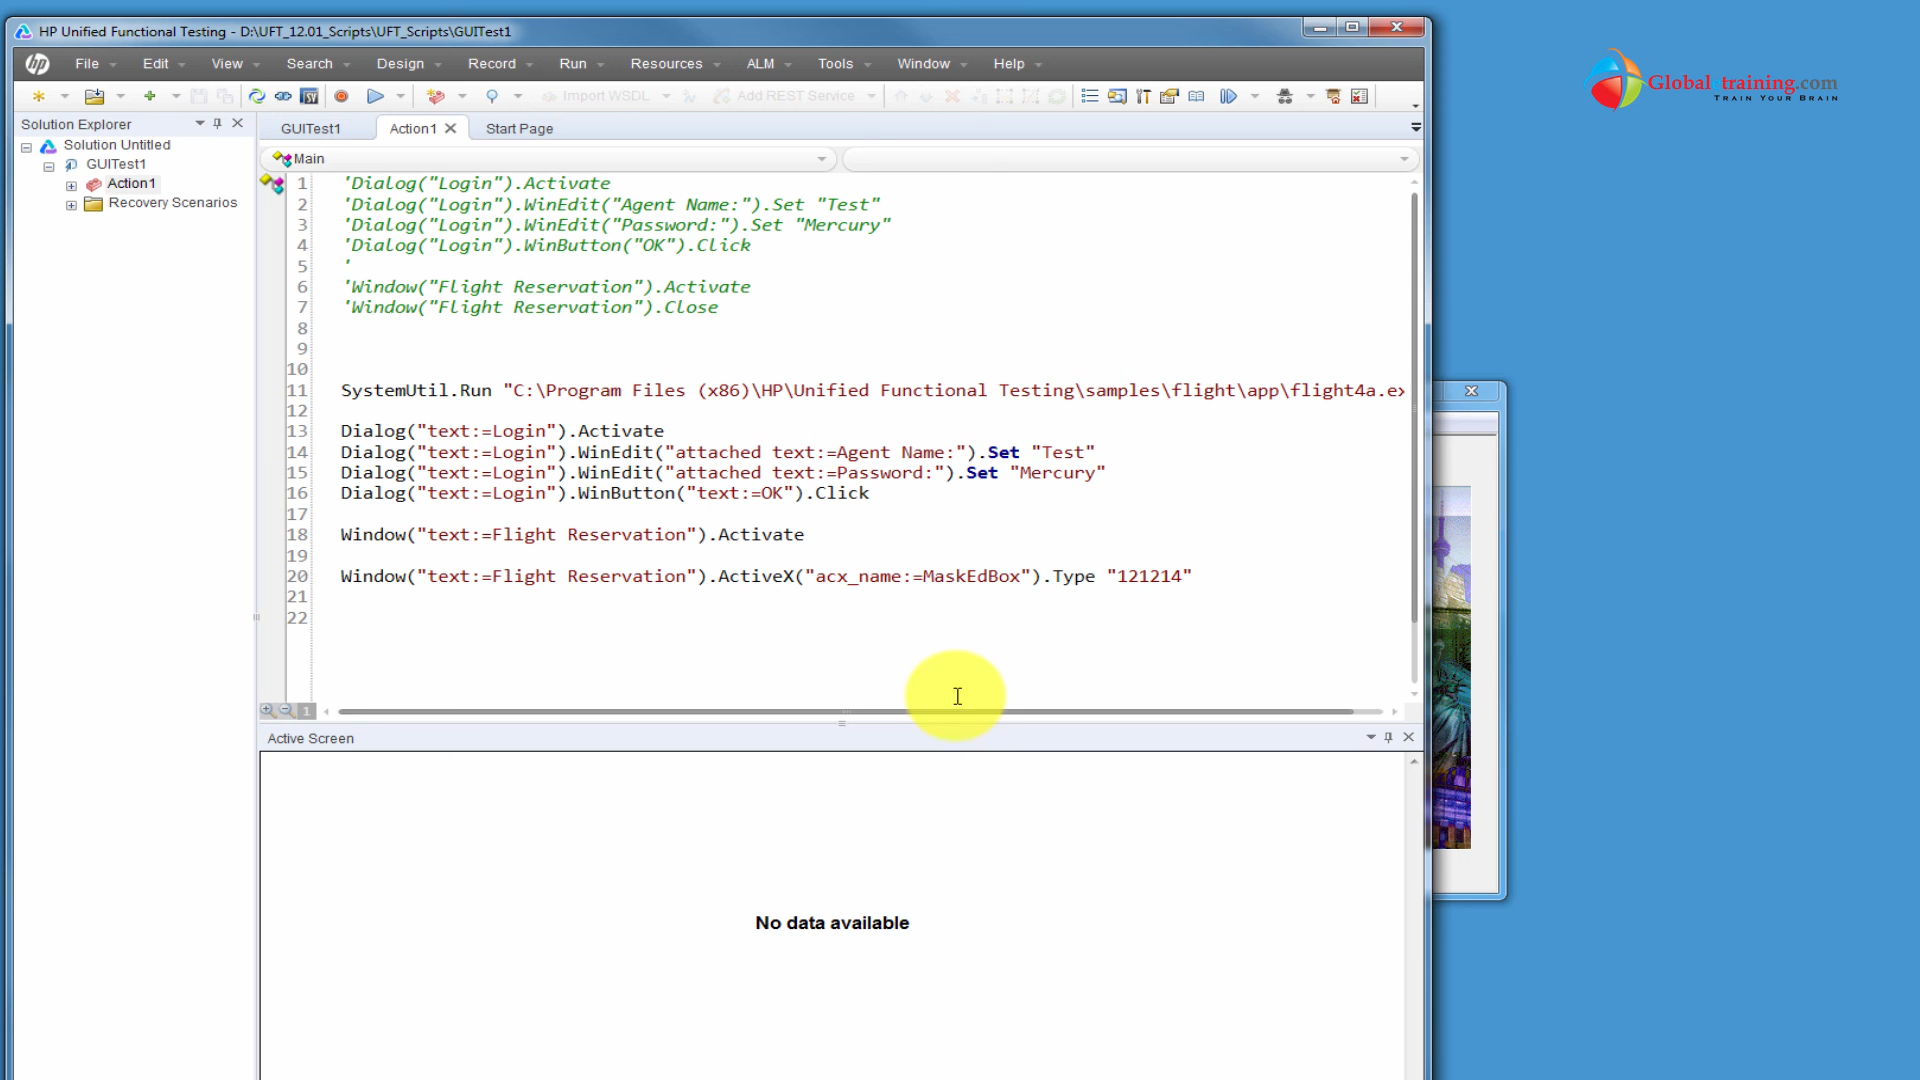 HP Unified Functional Testing - D:\UFT_12.01_Scripts\UFT_Scripts\GUITest1
hp File Edit View Search Design Record Run Resources ALM Tools Window Help
Import WSDL Add REST Service
Global training.com
TRAIN YOUR BRAIN
Solution Explorer
Solution Untitled
GUITest1
Action1
Recovery Scenarios
GUITest1 Action1 Start Page
Main
1 'Dialog("Login").Activate
2 'Dialog("Login").WinEdit("Agent Name:").Set "Test"
3 'Dialog("Login").WinEdit("Password:").Set "Mercury"
4 'Dialog("Login").WinButton("OK").Click
5 '
6 'Window("Flight Reservation").Activate
7 'Window("Flight Reservation").Close
8
9
10
11 SystemUtil.Run "C:\Program Files (x86)\HP\Unified Functional Testing\samples\flight\app\flight4a.ex
12
13 Dialog("text:=Login").Activate
14 Dialog("text:=Login").WinEdit("attached text:=Agent Name:").Set "Test"
15 Dialog("text:=Login").WinEdit("attached text:=Password:").Set "Mercury"
16 Dialog("text:=Login").WinButton("text:=OK").Click
17
18 Window("text:=Flight Reservation").Activate
19
20 Window("text:=Flight Reservation").ActiveX("acx_name:=MaskEdBox").Type "121214"
21
22
1
Active Screen
No data available